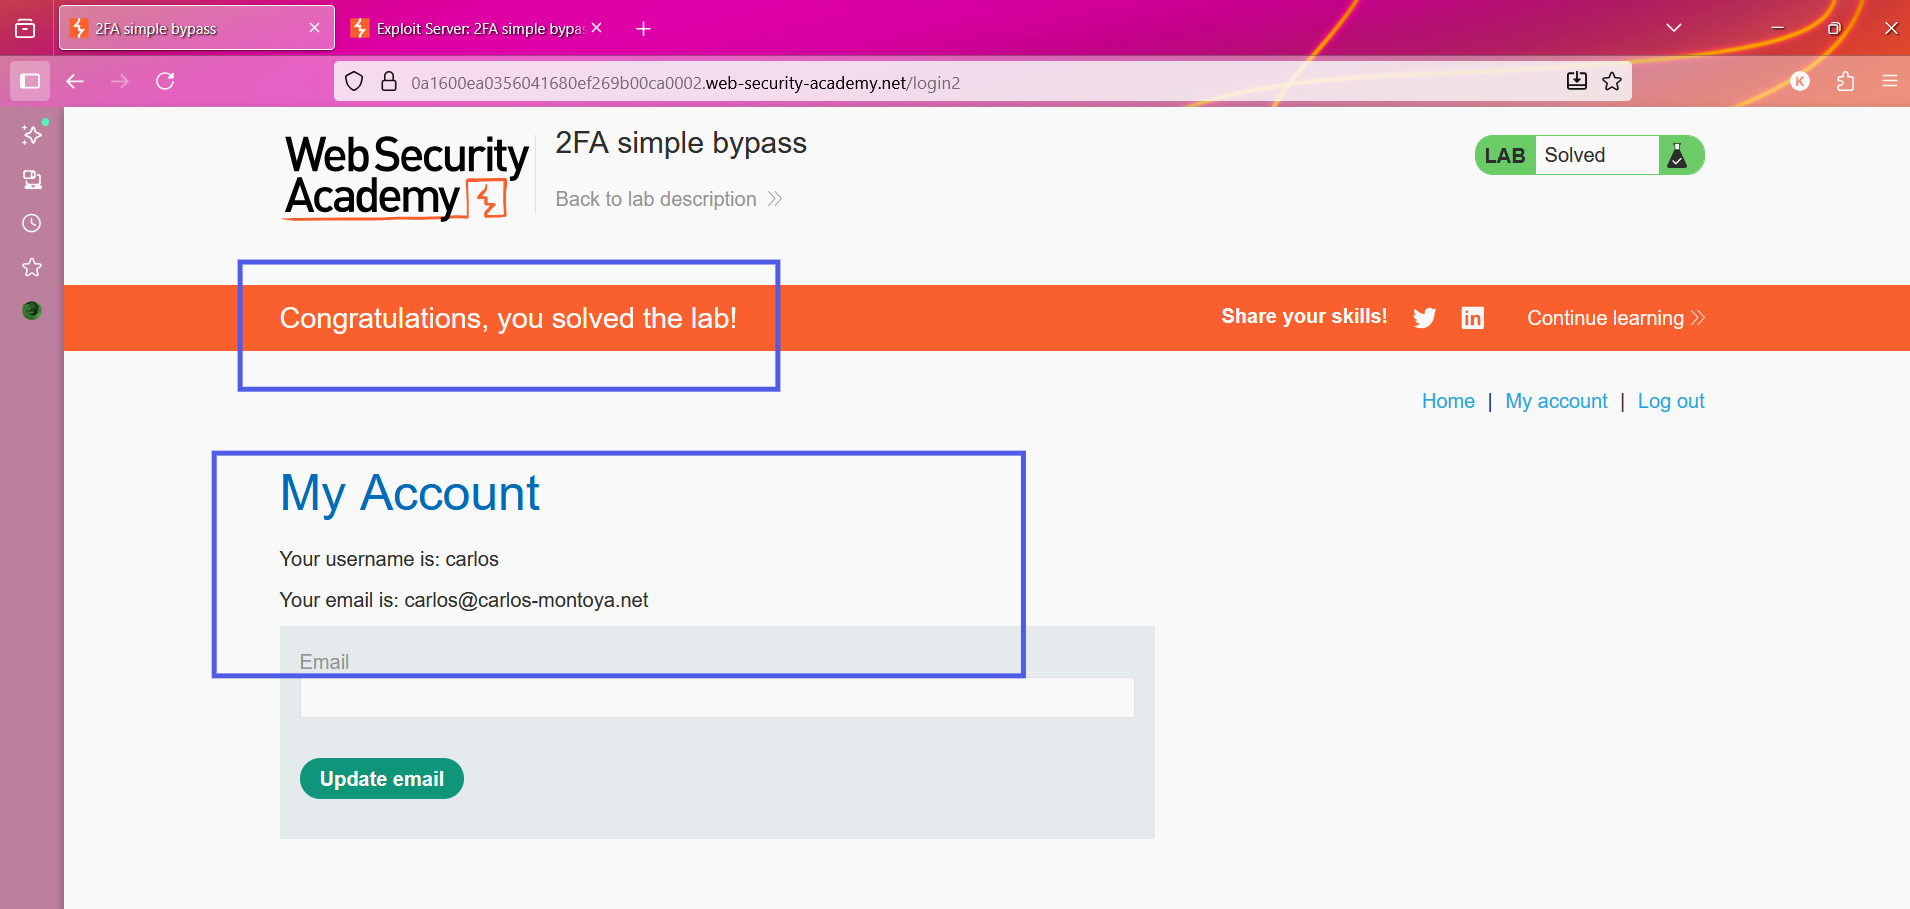 2FA simple bypass
Exploit Server: 2FA simple bypas
0a1600ea0356041680ef269b00ca0002.web-security-academy.net/login2
K
Web Security
Academy
2FA simple bypass
Back to lab description
LAB Solved
Congratulations, you solved the lab!
Share your skills!
in
Continue learning
Home | My account | Log out
My Account
Your username is: carlos
Your email is: carlos@carlos-montoya.net
Email
Update email